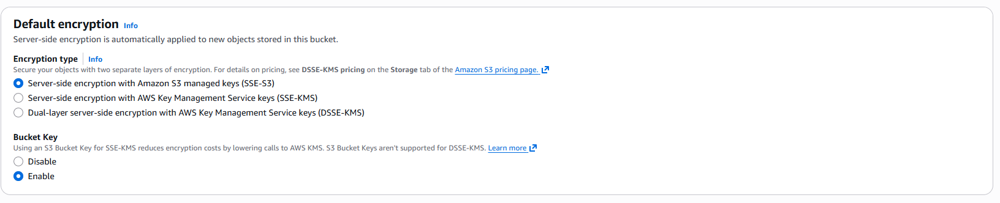 Default encryption Info
Server-side encryption is automatically applied to new objects stored in this bucket.
Encryption type Info
Secure your objects with two separate layers of encryption. For details on pricing, see DSSE-KMS pricing on the Storage tab of the Amazon S3 pricing page.
Server-side encryption with Amazon S3 managed keys (SSE-S3)
Server-side encryption with AWS Key Management Service keys (SSE-KMS)
Dual-layer server-side encryption with AWS Key Management Service keys (DSSE-KMS)
Bucket Key
Using an S3 Bucket Key for SSE-KMS reduces encryption costs by lowering calls to AWS KMS. S3 Bucket Keys aren't supported for DSSE-KMS. Learn more
Disable
Enable